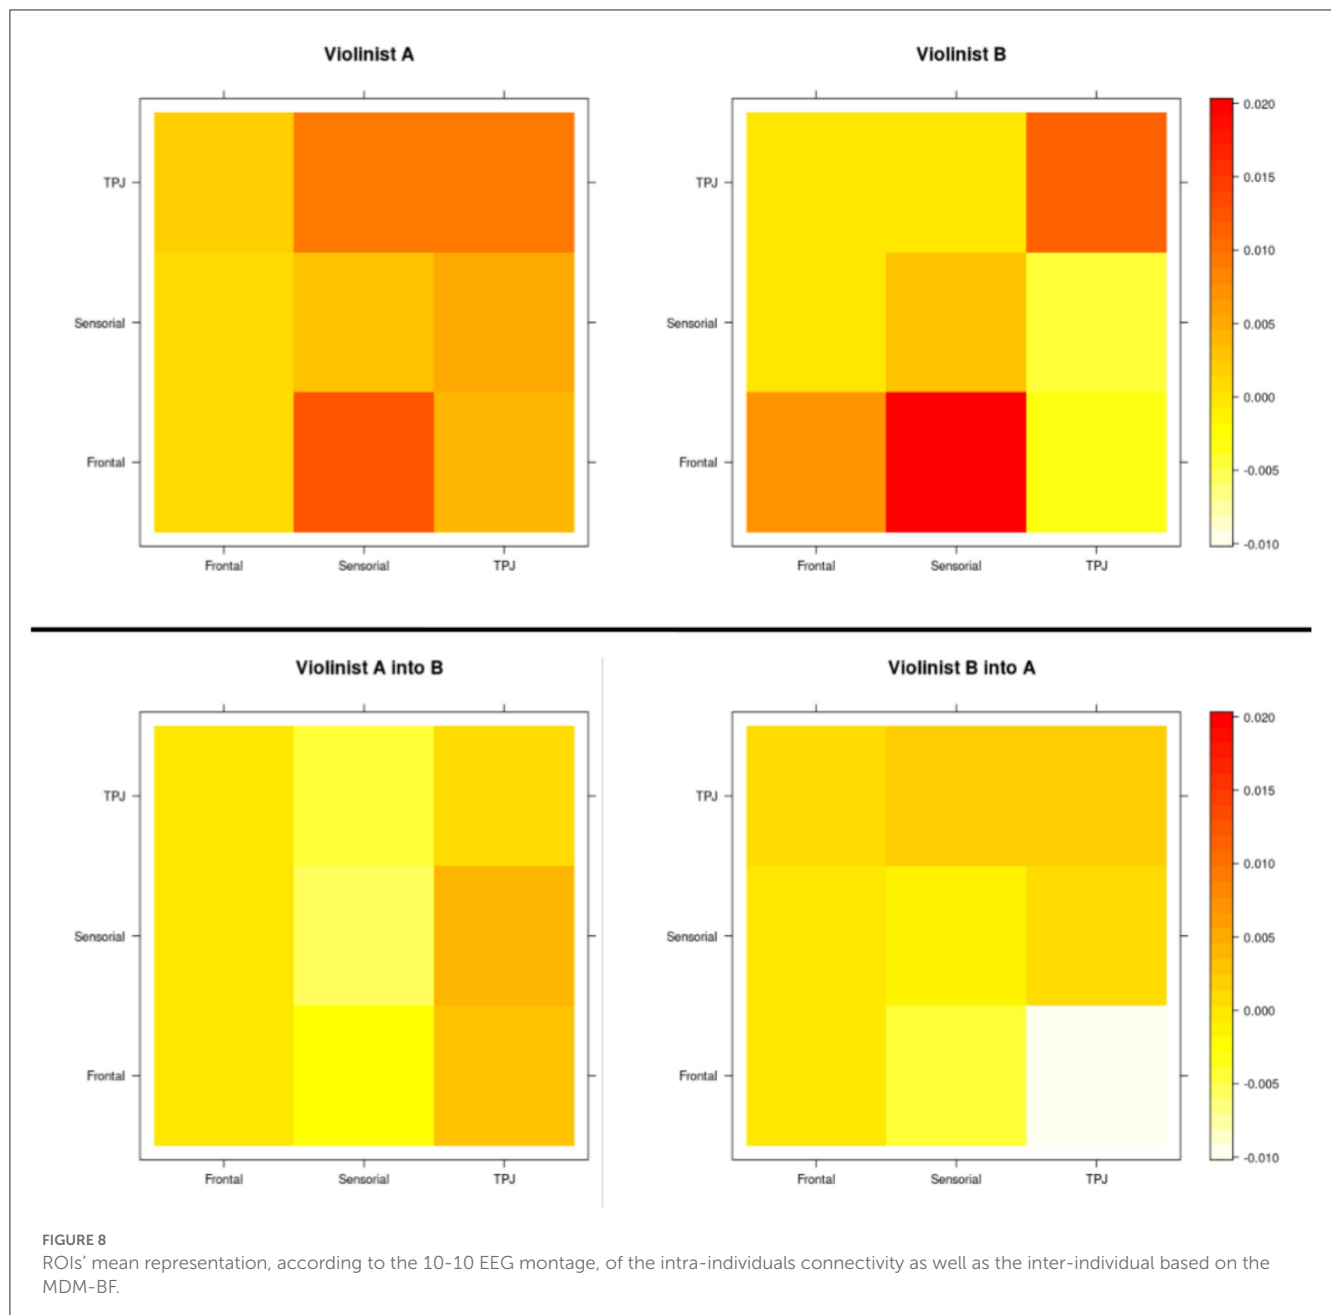 Violinist A
Violinist B
TPJ
Sensorial
Frontal
Frontal
Sensorial
TPJ
TPJ
Sensorial
Frontal
Frontal
Sensorial
TPJ
0.020
0.015
0.010
0.005
0.000
-0.005
-0.010
Violinist A into B
Violinist B into A
TPJ
Sensorial
Frontal
Frontal
Sensorial
TPJ
TPJ
Sensorial
Frontal
Frontal
Sensorial
TPJ
0.020
0.015
0.010
0.005
0.000
-0.005
-0.010
FIGURE 8
ROIs’ mean representation, according to the 10-10 EEG montage, of the intra-individuals connectivity as well as the inter-individual based on the
MDM-BF.